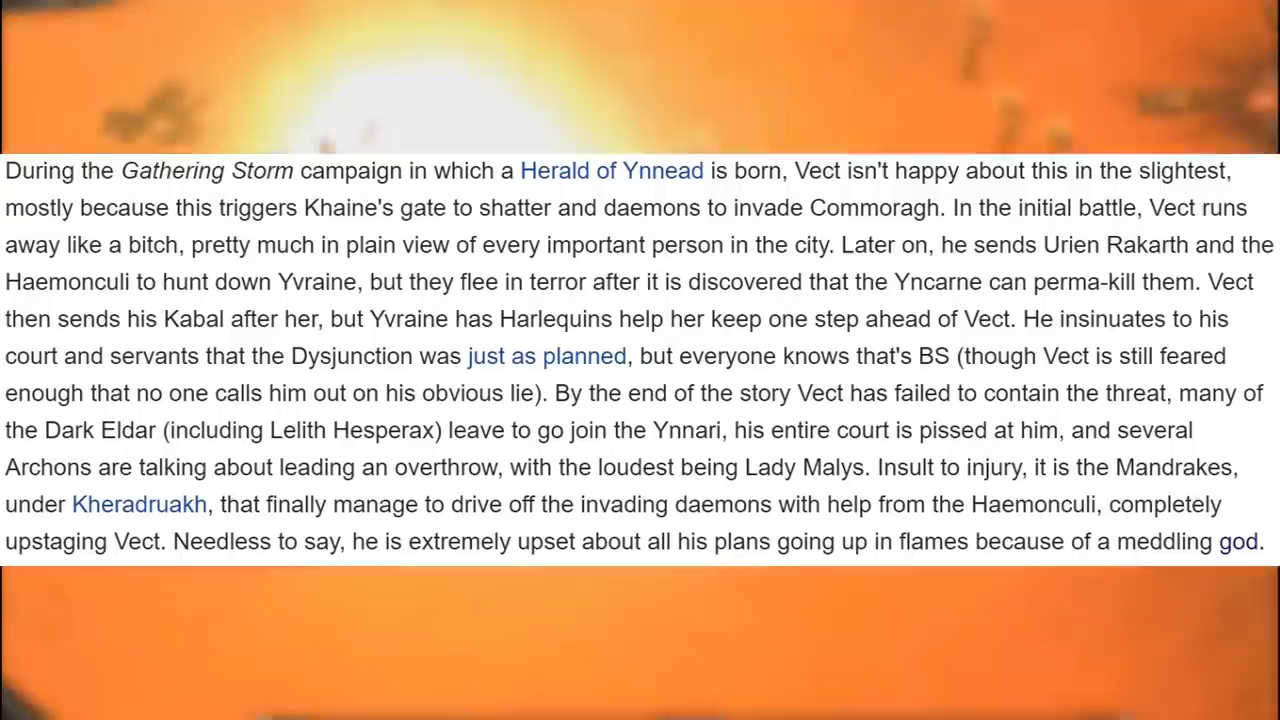 During the Gathering Storm campaign in which a Herald of Ynnead is born, Vect isn't happy about this in the slightest,
mostly because this triggers Khaine's gate to shatter and daemons to invade Commoragh. In the initial battle, Vect runs
away like a bitch, pretty much in plain view of every important person in the city. Later on, he sends Urien Rakarth and the
Haemonculi to hunt down Yvraine, but they flee in terror after it is discovered that the Yncarne can perma-kill them. Vect
then sends his Kabal after her, but Yvraine has Harlequins help her keep one step ahead of Vect. He insinuates to his
court and servants that the Dysjunction was just as planned, but everyone knows that's BS (though Vect is still feared
enough that no one calls him out on his obvious lie). By the end of the story Vect has failed to contain the threat, many of
the Dark Eldar (including Lelith Hesperax) leave to go join the Ynnari, his entire court is pissed at him, and several
Archons are talking about leading an overthrow, with the loudest being Lady Malys. Insult to injury, it is the Mandrakes,
under Kheradruakh, that finally manage to drive off the invading daemons with help from the Haemonculi, completely
upstaging Vect. Needless to say, he is extremely upset about all his plans going up in flames because of a meddling god.